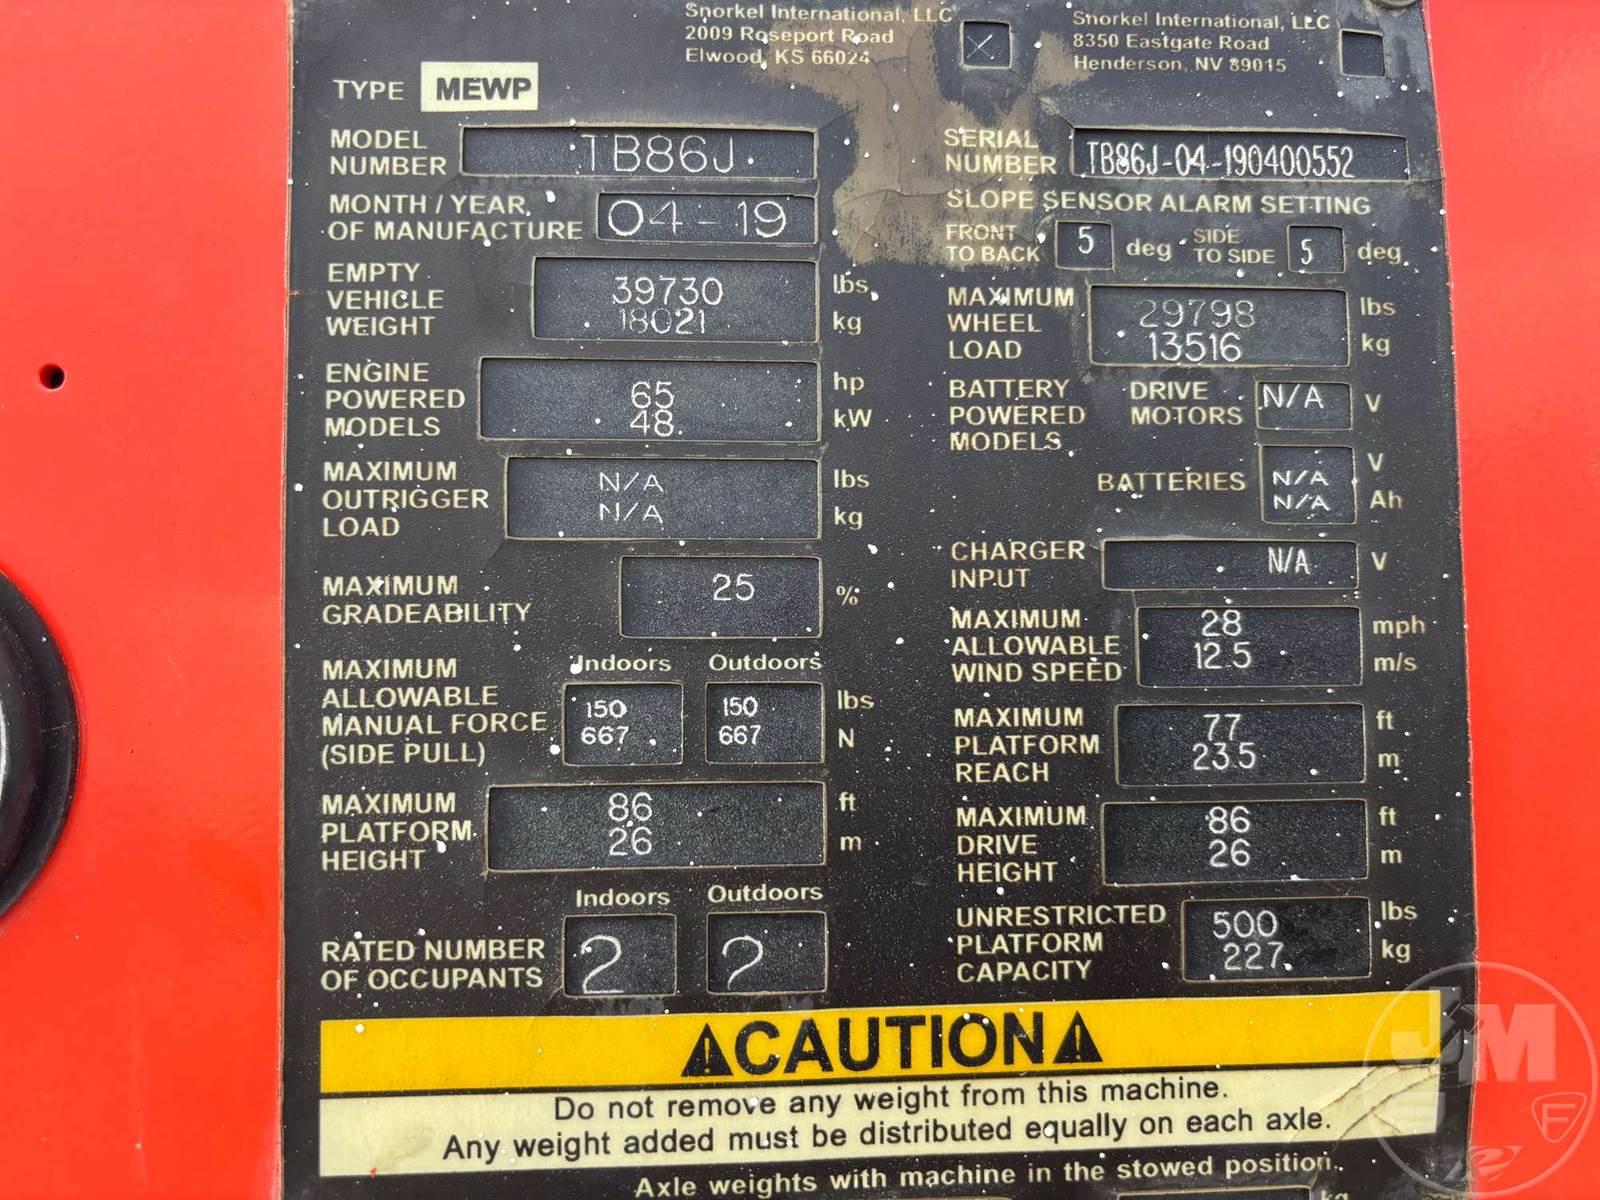 Snorkel International, LLC
2009 Roseport Road
Elwood, KS 66024
Snorkel International, LLC
8350 Eastgate Road
Henderson, NV 89015
TYPE MEWP
MODEL NUMBER TB86J
SERIAL NUMBER TB86J-04-190400552
MONTH / YEAR OF MANUFACTURE 04-19
SLOPE SENSOR ALARM SETTING
FRONT TO BACK 5 deg SIDE TO SIDE 5 deg
EMPTY VEHICLE WEIGHT 39730 lbs
18021 kg
MAXIMUM WHEEL LOAD 29798 lbs
13516 kg
ENGINE POWERED MODELS 65 hp
48 kW
BATTERY POWERED MODELS DRIVE MOTORS N/A V
BATTERIES N/A V
N/A Ah
MAXIMUM OUTRIGGER LOAD N/A lbs
N/A kg
CHARGER INPUT N/A V
MAXIMUM GRADEABILITY 25 %
MAXIMUM ALLOWABLE WIND SPEED 28 mph
12.5 m/s
Indoors Outdoors
MAXIMUM ALLOWABLE MANUAL FORCE (SIDE PULL) 150 150 lbs
667 667 N
MAXIMUM PLATFORM REACH 77 ft
23.5 m
MAXIMUM PLATFORM HEIGHT 86 ft
26 m
MAXIMUM DRIVE HEIGHT 86 ft
26 m
Indoors Outdoors
RATED NUMBER OF OCCUPANTS 2 2
UNRESTRICTED PLATFORM CAPACITY 500 lbs
227 kg
CAUTION
Do not remove any weight from this machine.
Any weight added must be distributed equally on each axle.
Axle weights with machine in the stowed position.
kg
JM